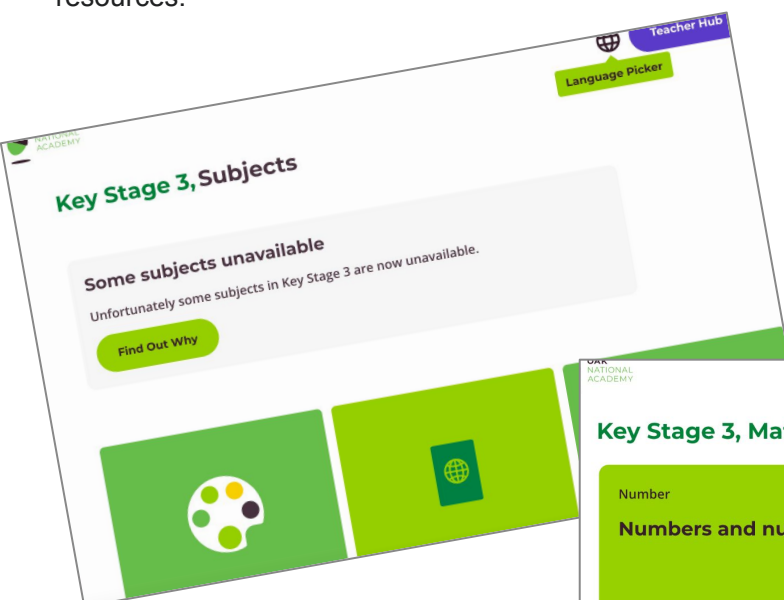 resources.
Teacher Hub
Language Picker
NATIONAL
ACADEMY
Key Stage 3, Subjects
Some subjects unavailable
Unfortunately some subjects in Key Stage 3 are now unavailable.
Find Out Why
OAK
NATIONAL
ACADEMY
Key Stage 3, Ma
Number
Numbers and nu